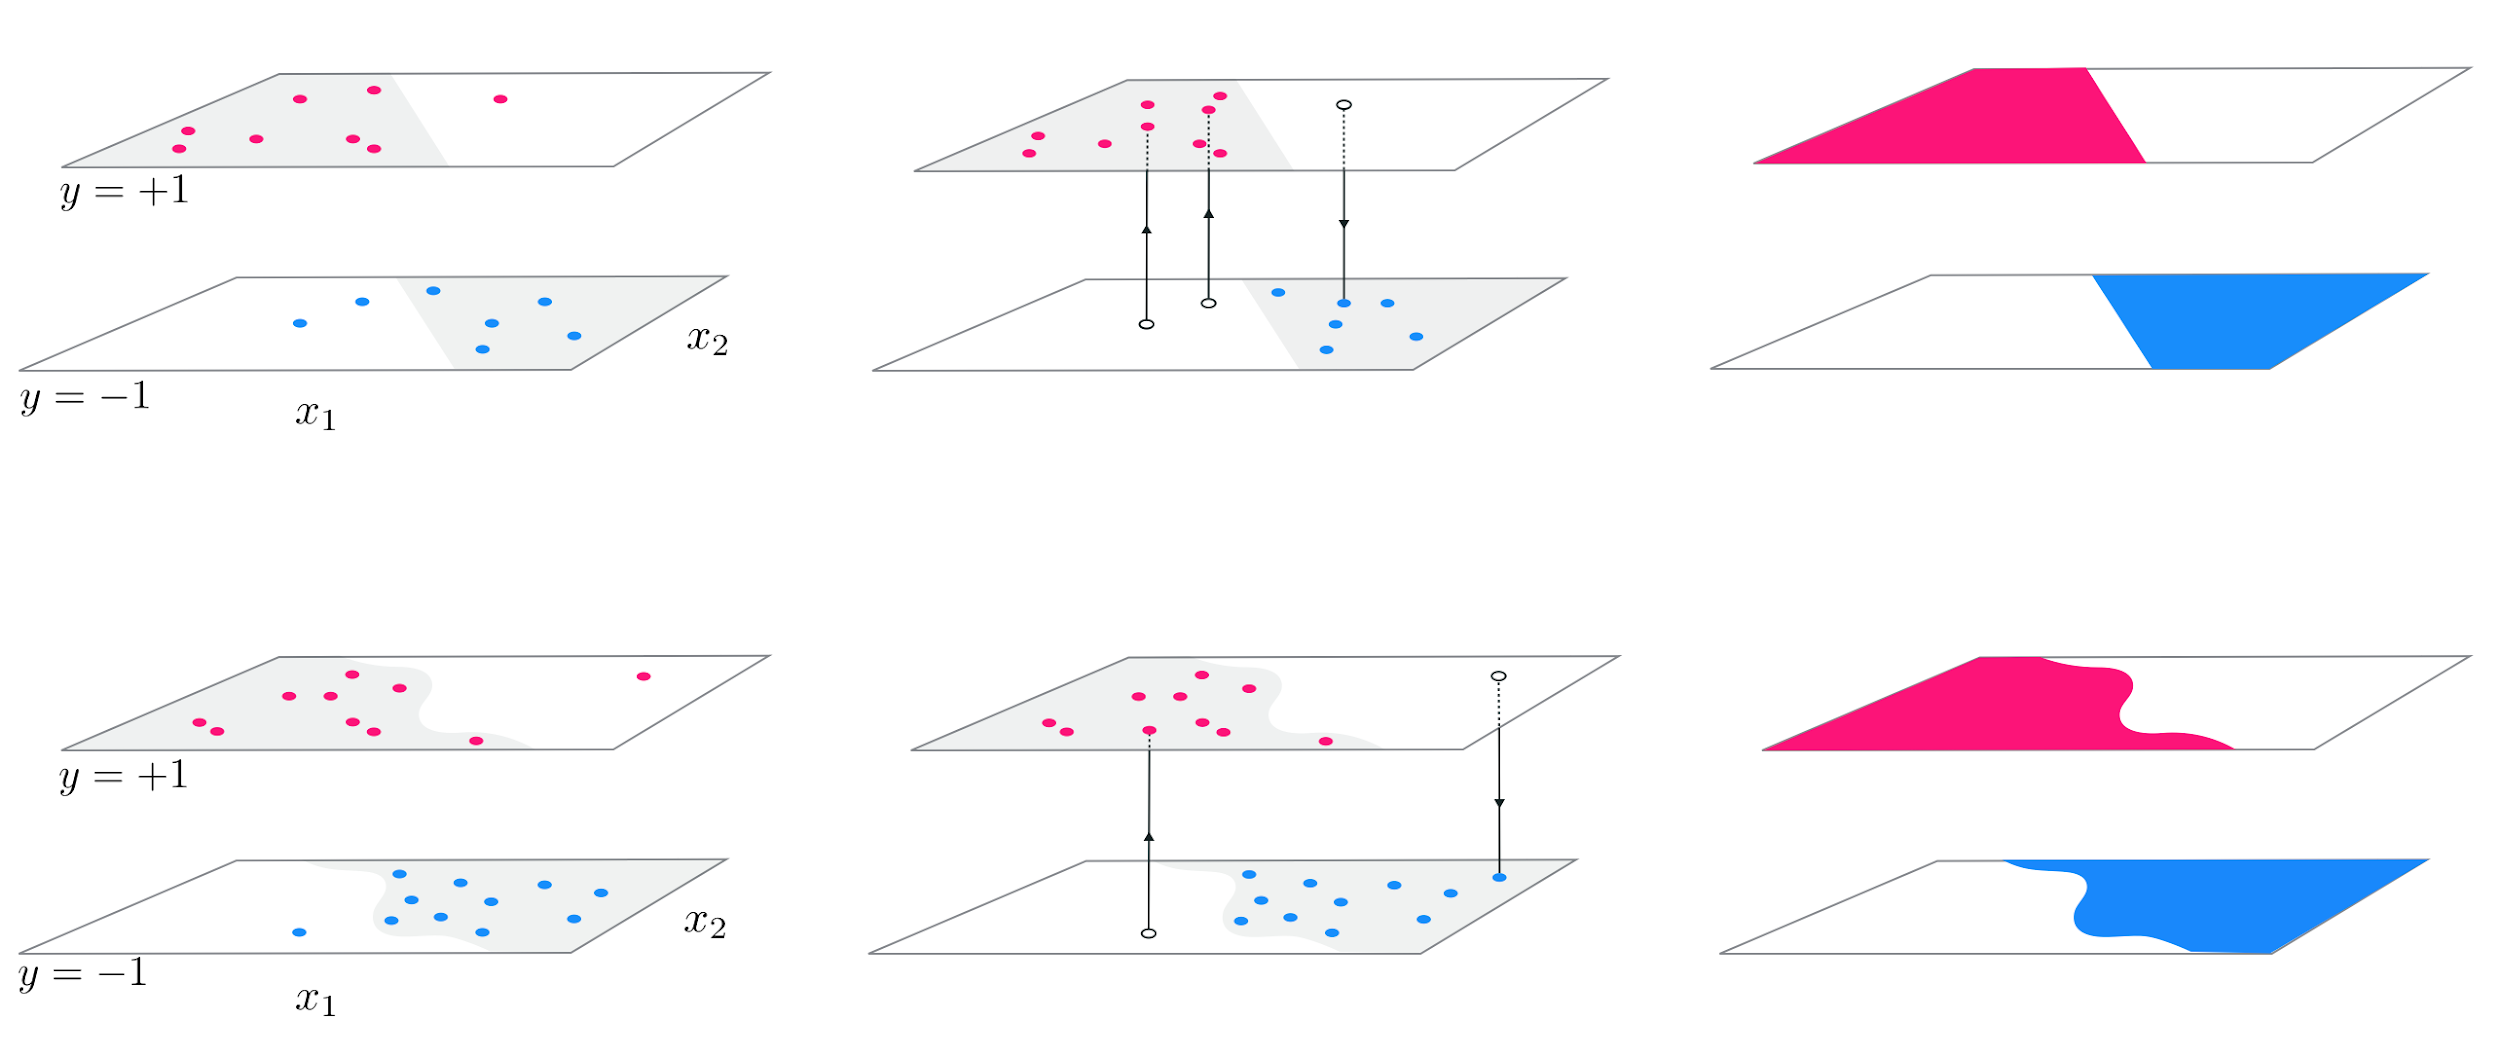 y = +1
x₂
y = −1
x₁
y = +1
x₂
y = −1
x₁